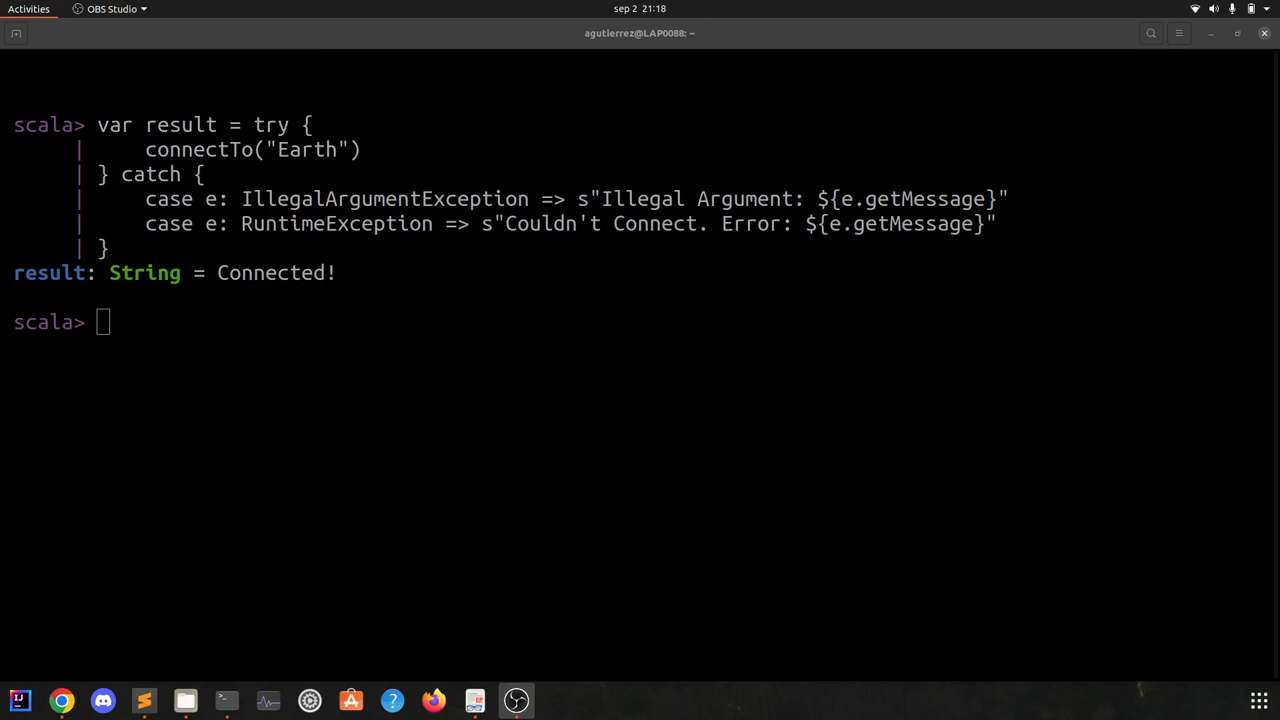 Activities OBS Studio sep 2 21:18
agutierrez@LAP0088: ~
scala> var result = try {
| connectTo("Earth")
| } catch {
| case e: IllegalArgumentException => s"Illegal Argument: ${e.getMessage}"
| case e: RuntimeException => s"Couldn't Connect. Error: ${e.getMessage}"
| }
result: String = Connected!
scala>